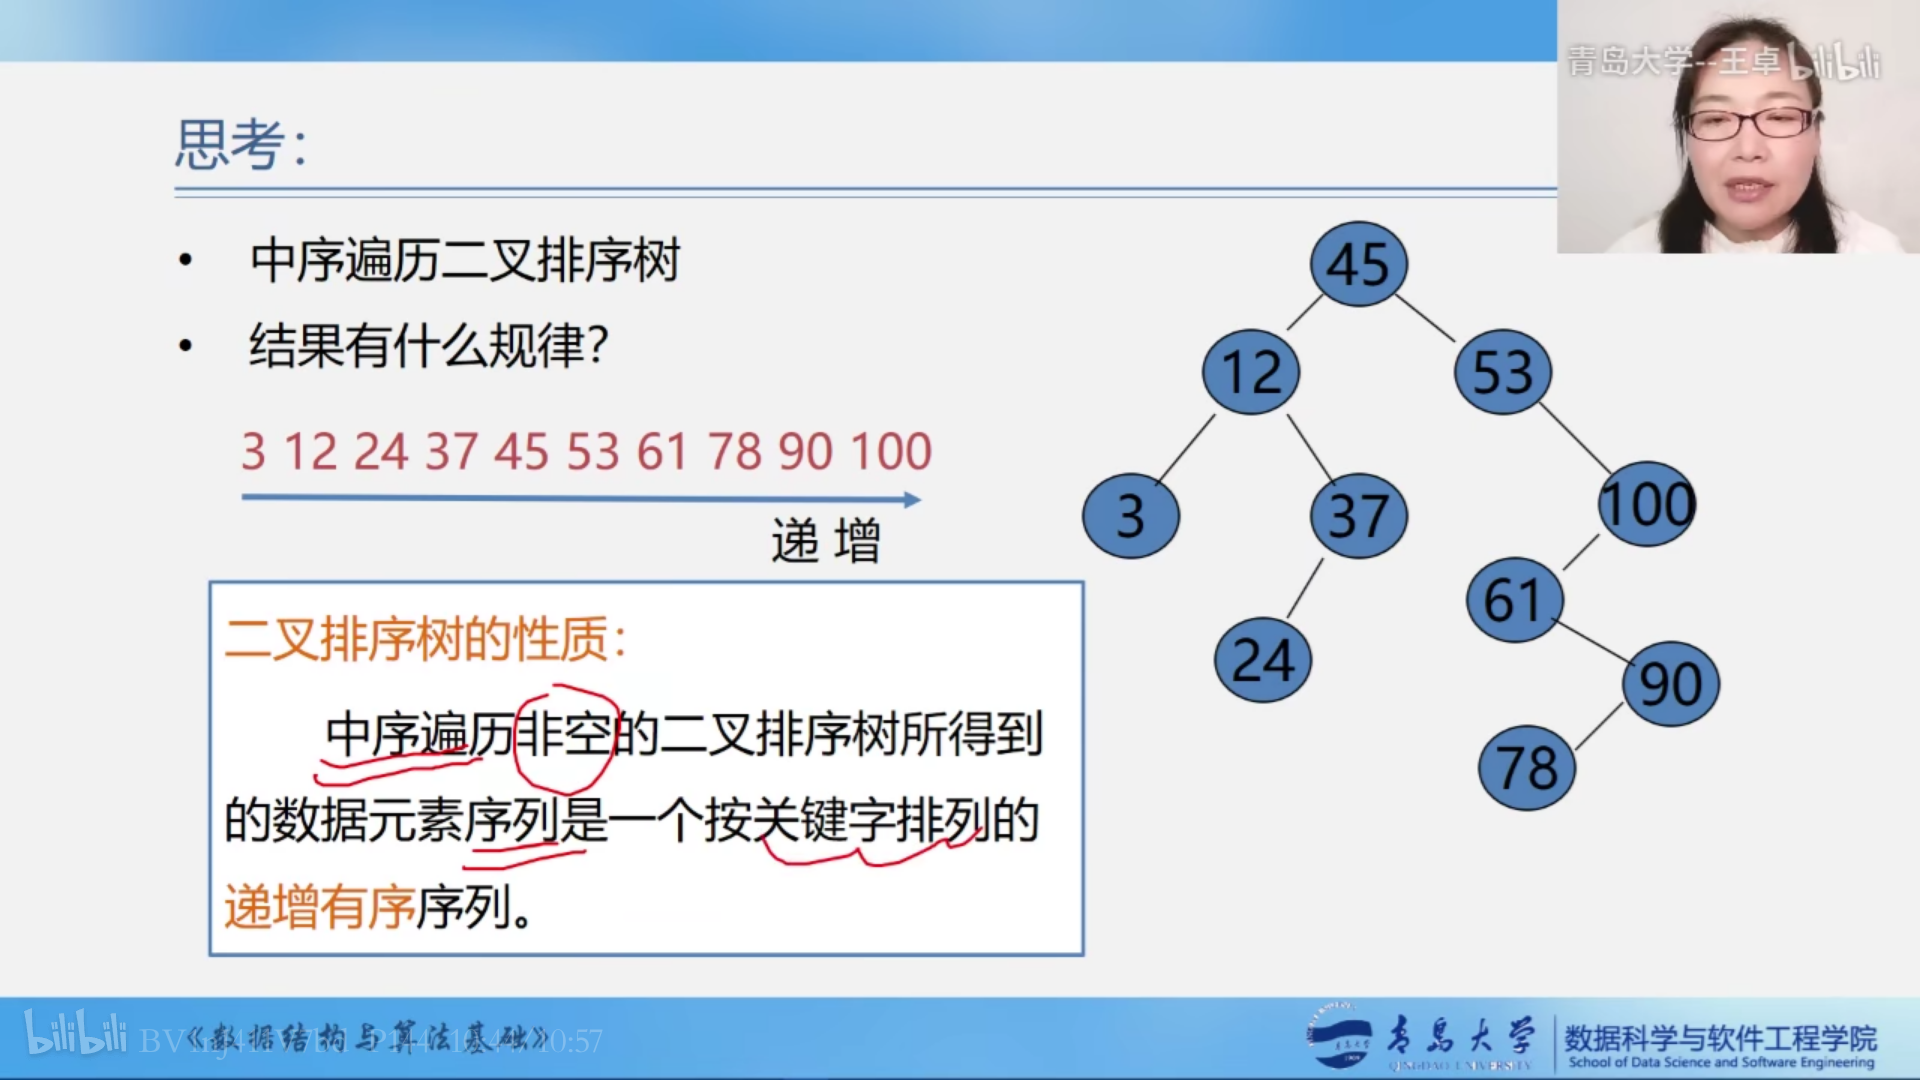 青岛大学--王卓 bilibili
思考：
• 中序遍历二叉排序树
• 结果有什么规律？
3 12 24 37 45 53 61 78 90 100
递 增
二叉排序树的性质：
中序遍历非空的二叉排序树所得到
的数据元素序列是一个按关键字排列的
递增有序序列。
45
12
53
3
37
100
24
61
90
78
bilibili
《数据结构与算法基础》
10:57
青岛大学
QINGDAO UNIVERSITY
数据科学与软件工程学院
School of Data Science and Software Engineering